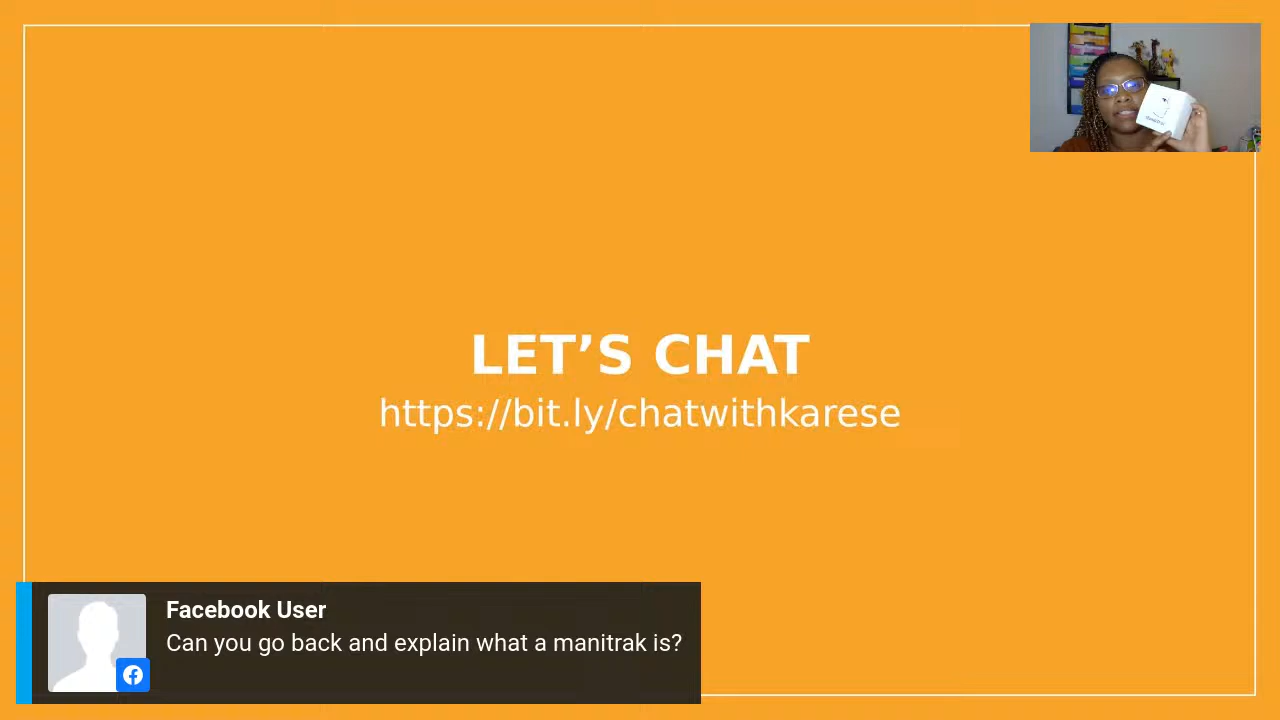 LET’S CHAT
https://bit.ly/chatwithkarese
Facebook User
Can you go back and explain what a manitrak is?